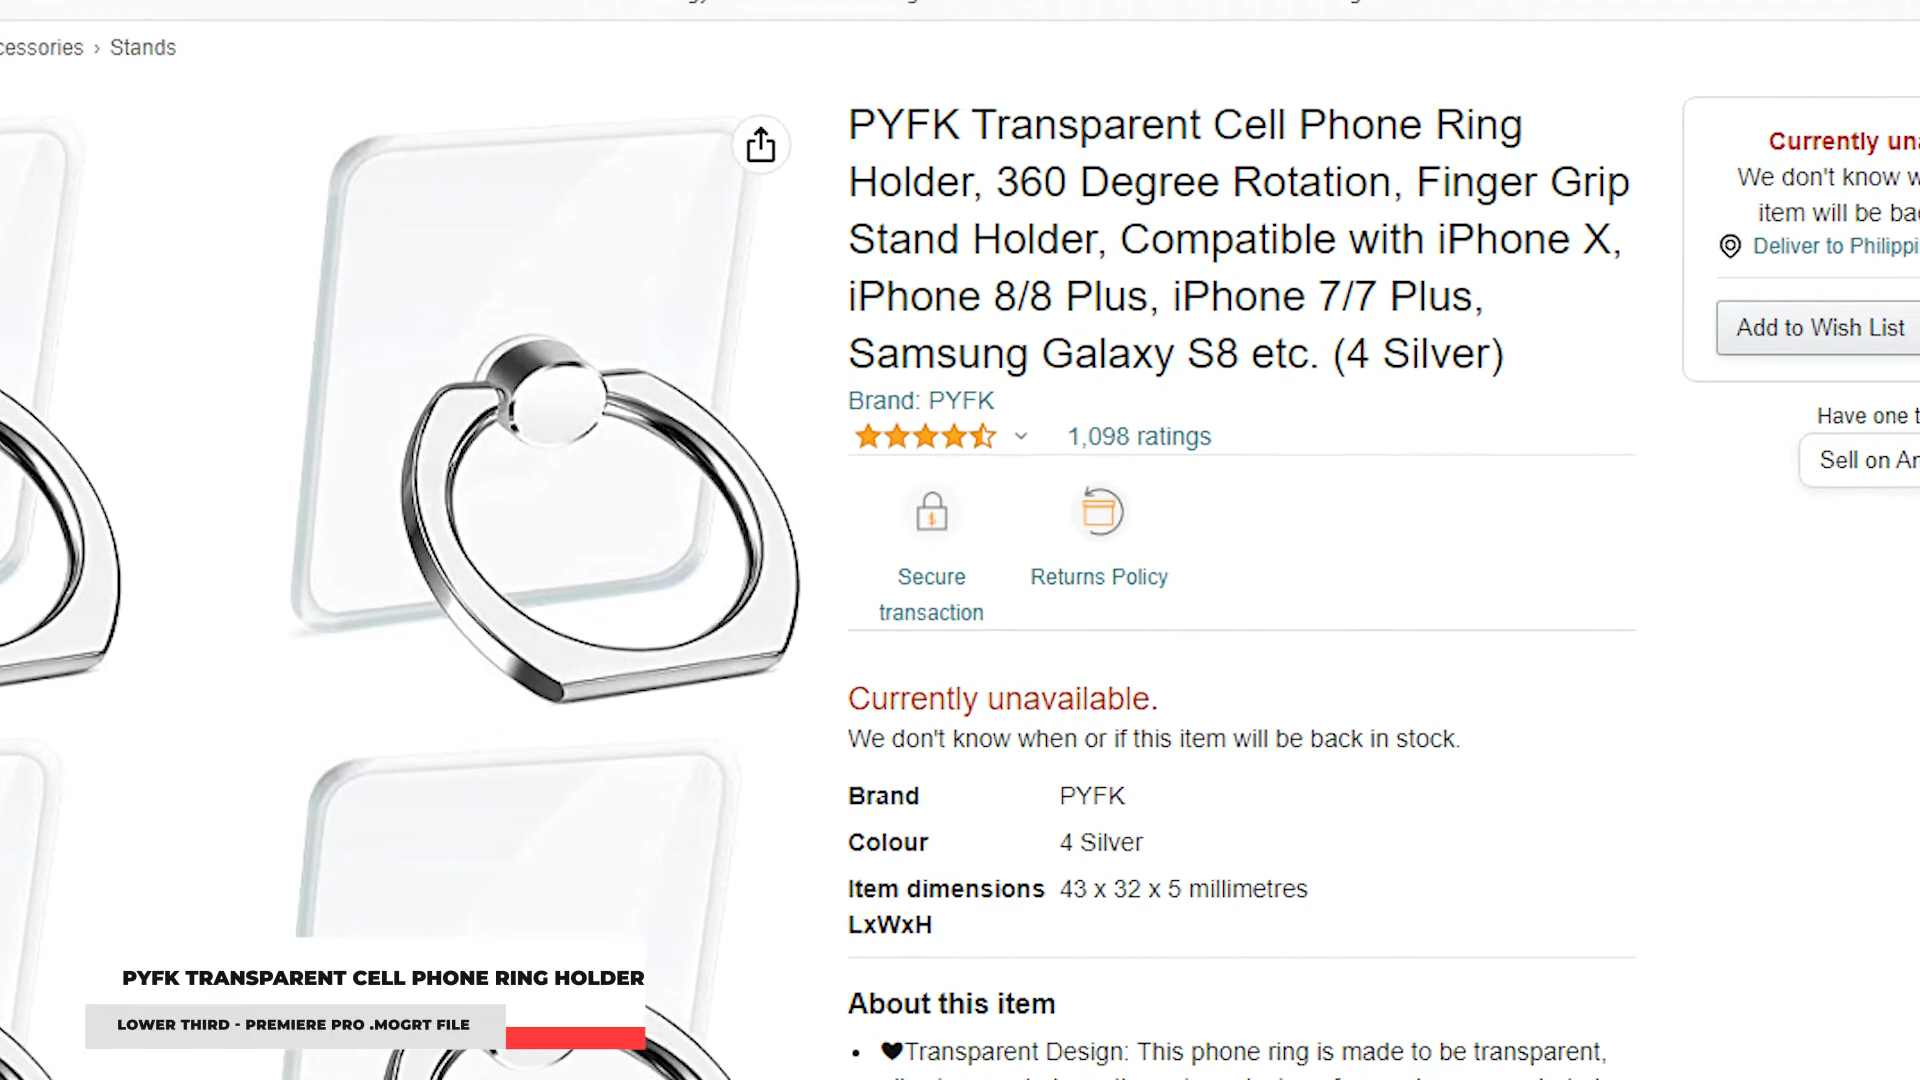 cessories › Stands
PYFK Transparent Cell Phone Ring
Holder, 360 Degree Rotation, Finger Grip
Stand Holder, Compatible with iPhone X,
iPhone 8/8 Plus, iPhone 7/7 Plus,
Samsung Galaxy S8 etc. (4 Silver)
Brand: PYFK
1,098 ratings
Secure
transaction
Returns Policy
Currently unavailable.
We don't know when or if this item will be back in stock.
Brand PYFK
Colour 4 Silver
Item dimensions 43 x 32 x 5 millimetres
LxWxH
About this item
• ♥Transparent Design: This phone ring is made to be transparent,
Currently una
We don't know w
item will be bac
Deliver to Philippi
Add to Wish List
Have one t
Sell on Am
PYFK TRANSPARENT CELL PHONE RING HOLDER
LOWER THIRD - PREMIERE PRO .MOGRT FILE